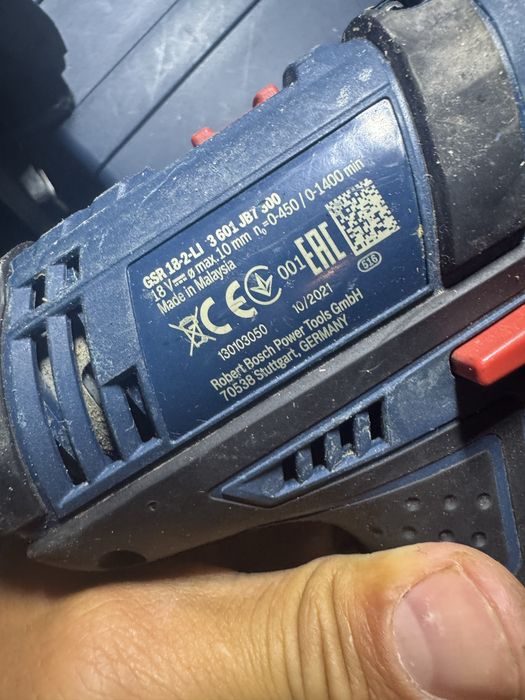 GSR 18-2-LI 3 601 JB7 300
18 V⎓ ø max. 10 mm n₀=0-450 / 0-1400 min
Made in Malaysia
CE 001 EAC
S16
130103050 10/2021
Robert Bosch Power Tools GmbH
70538 Stuttgart, GERMANY